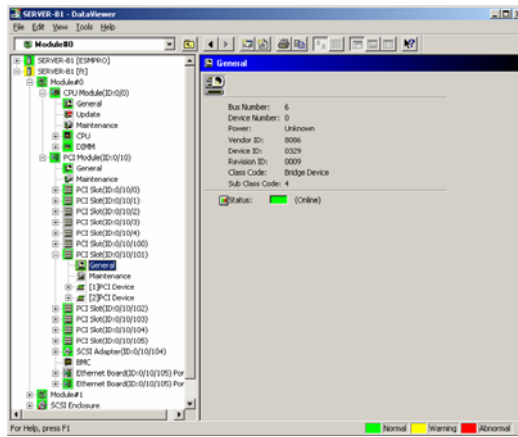 SERVER-B1 - DataViewer
File Edit View Tools Help
Module#0
SERVER-B1 [ESMPRO]
SERVER-B1 [ft]
Module#0
CPU Module(ID:0/0)
General
Update
Maintenance
CPU
DIMM
PCI Module(ID:0/10)
General
Maintenance
PCI Slot(ID:0/10/0)
PCI Slot(ID:0/10/1)
PCI Slot(ID:0/10/2)
PCI Slot(ID:0/10/3)
PCI Slot(ID:0/10/4)
PCI Slot(ID:0/10/100)
PCI Slot(ID:0/10/101)
General
Maintenance
[1]PCI Device
[2]PCI Device
PCI Slot(ID:0/10/102)
PCI Slot(ID:0/10/103)
PCI Slot(ID:0/10/104)
PCI Slot(ID:0/10/105)
SCSI Adapter(ID:0/10/104)
BMC
Ethernet Board(ID:0/10/105) Por
Ethernet Board(ID:0/10/105) Por
Module#1
SCSI Enclosure
General
Bus Number: 6
Device Number: 0
Power: Unknown
Vendor ID: 8086
Device ID: 0329
Revision ID: 0009
Class Code: Bridge Device
Sub Class Code: 4
Status: (Online)
For Help, press F1
Normal Warning Abnormal